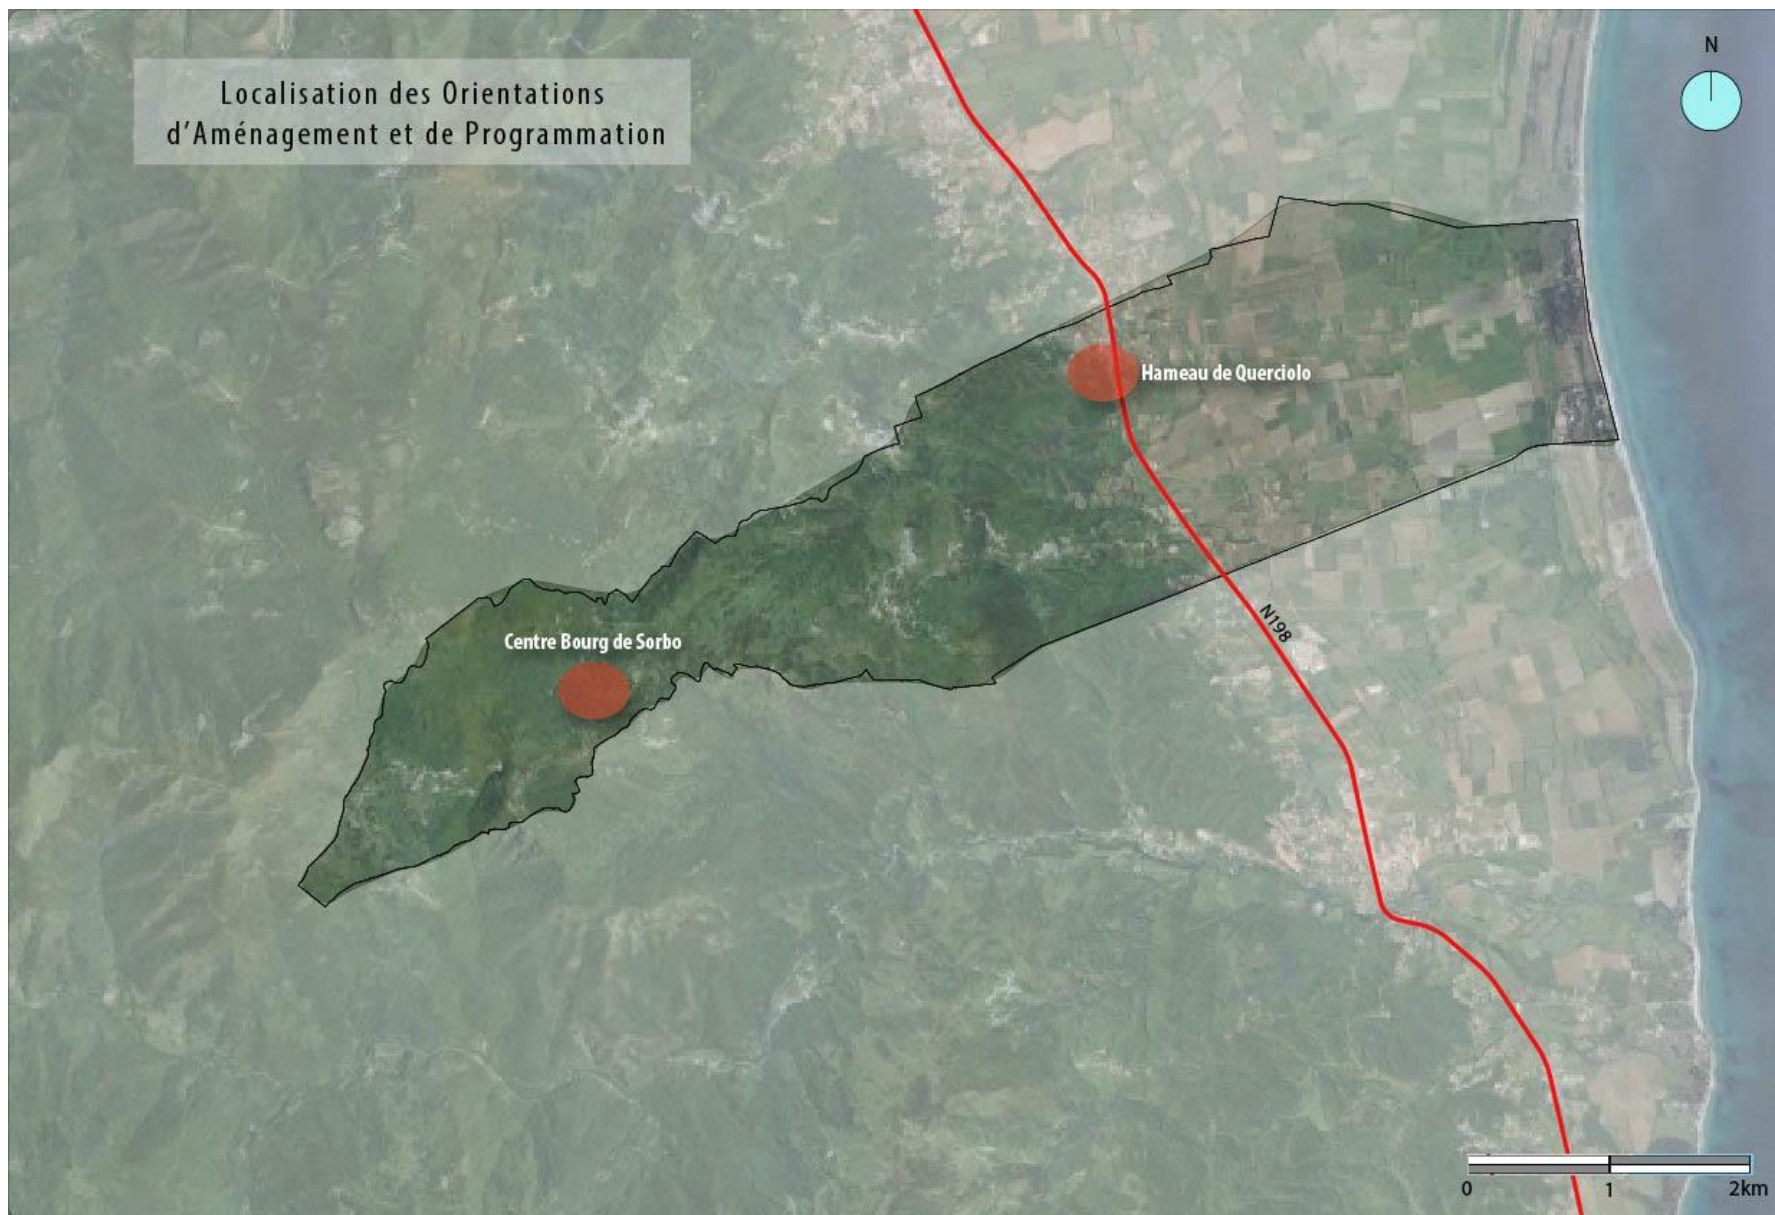 Localisation des Orientations
d'Aménagement et de Programmation
N
Hameau de Querciolo
N198
Centre Bourg de Sorbo
0 1 2km